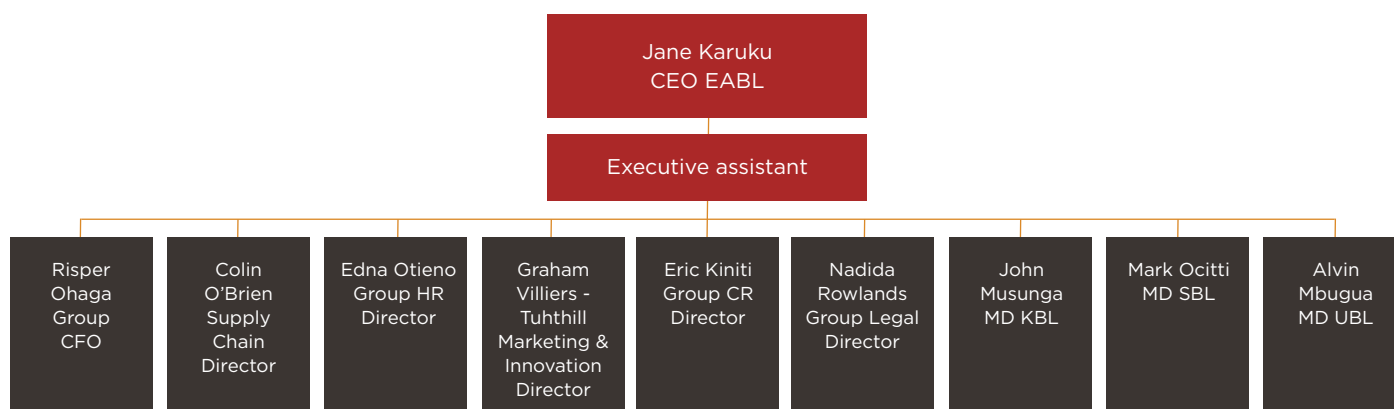 Jane Karuku
CEO EABL
Executive assistant
Risper
Ohaga
Group
CFO
Colin
O’Brien
Supply
Chain
Director
Edna Otieno
Group HR
Director
Graham
Villiers -
Tuhthill
Marketing &
Innovation
Director
Eric Kiniti
Group CR
Director
Nadida
Rowlands
Group Legal
Director
John
Musunga
MD KBL
Mark Ocitti
MD SBL
Alvin
Mbugua
MD UBL